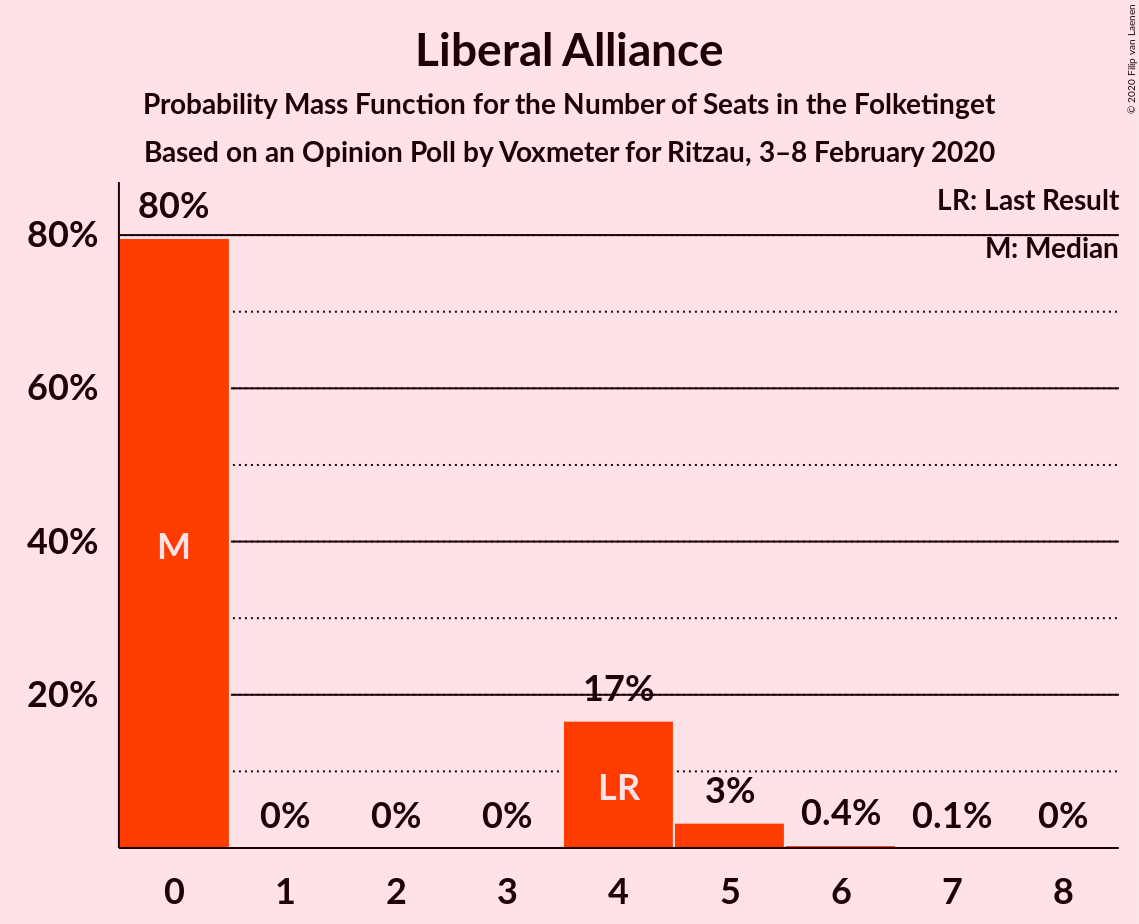 Liberal Alliance
Probability Mass Function for the Number of Seats in the Folketinget
Based on an Opinion Poll by Voxmeter for Ritzau, 3–8 February 2020
© 2020 Filip van Laenen
LR: Last Result
M: Median
80%
60%
40%
20%
80%
0%
0%
0%
17%
3%
0.4%
0.1%
0%
M
LR
0 1 2 3 4 5 6 7 8